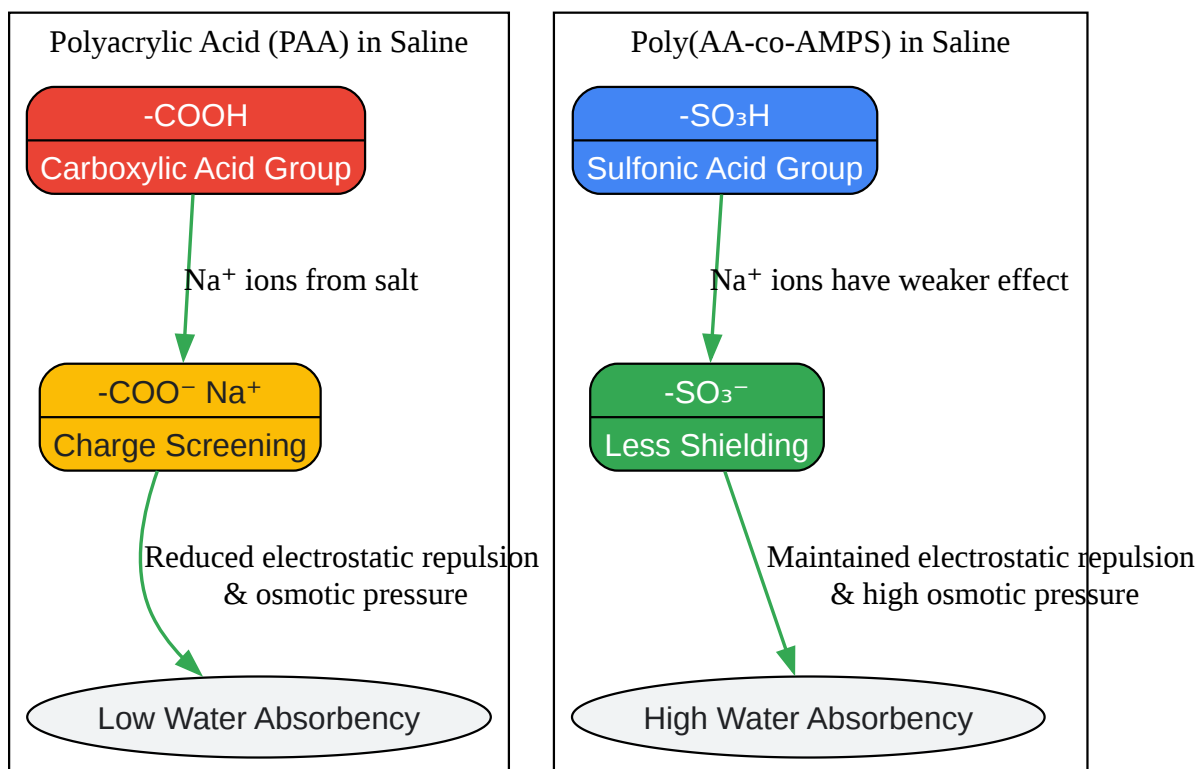 Polyacrylic Acid (PAA) in Saline
-COOH
Carboxylic Acid Group
Na⁺ ions from salt
-COO⁻ Na⁺
Charge Screening
Reduced electrostatic repulsion
& osmotic pressure
Low Water Absorbency
Poly(AA-co-AMPS) in Saline
-SO₃H
Sulfonic Acid Group
Na⁺ ions have weaker effect
-SO₃⁻
Less Shielding
Maintained electrostatic repulsion
& high osmotic pressure
High Water Absorbency